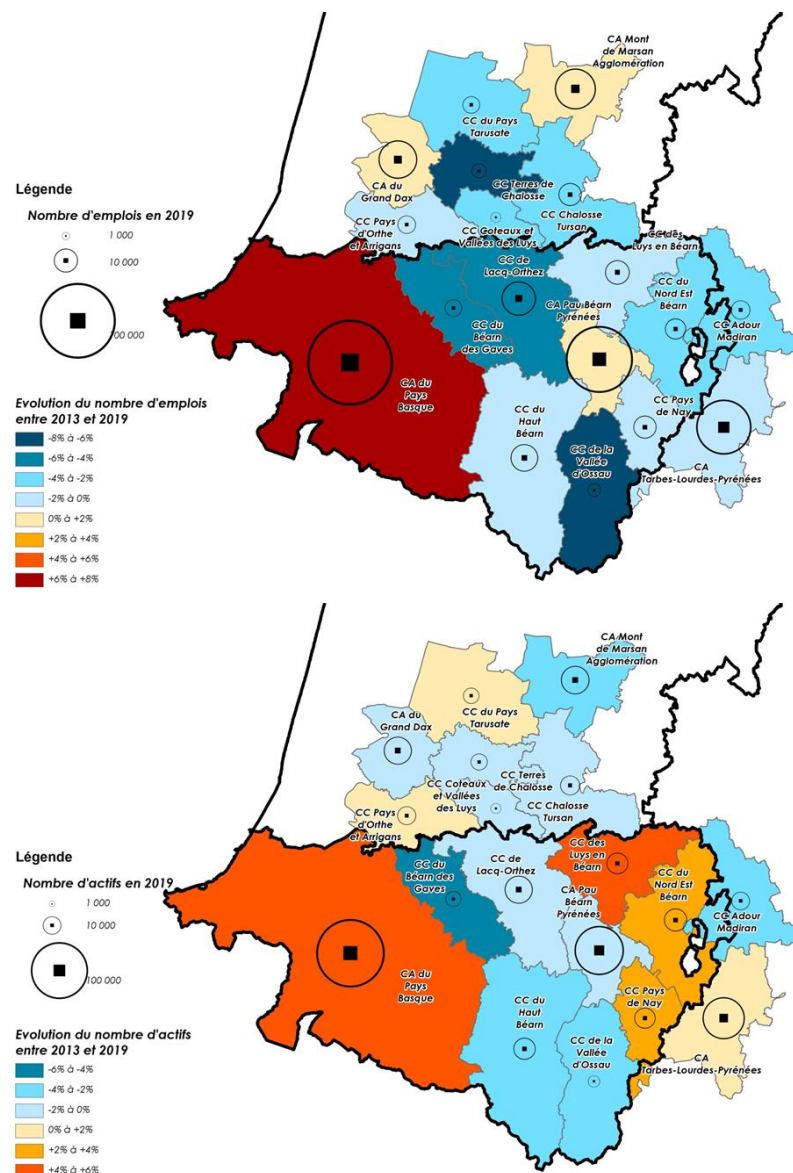 CA Mont
de Marsan
Agglomération
CC du Pays
Tarusate
CA du
Grand Dax
CC Terres de
Chalosse
CC Pays
d'Orthe
et Arrigans
CC Coteaux et
Vallées des Luys
CC Chalosse
Tursan
Légende
Nombre d'emplois en 2019
1 000
10 000
00 000
CC des
Luys en Béarn
CC de
Lacq-Orthez
CC du
Nord Est
Béarn
CA Pau Béarn
Pyrénées
CC Adour
Madiran
CC du
Béarn
des Gaves
CA du
Pays
Basque
CC Pays
de Nay
CC du
Haut
Béarn
CC de la
Vallée
d'Ossau
CA
Tarbes-Lourdes-Pyrénées
Evolution du nombre d'emplois
entre 2013 et 2019
-8% à -6%
-6% à -4%
-4% à -2%
-2% à 0%
0% à +2%
+2% à +4%
+4% à +6%
+6% à +8%
CA Mont
de Marsan
Agglomération
CC du Pays
Tarusate
CA du
Grand Dax
CC Coteaux
et Vallées
des Luys
CC Terres
de Chalosse
CC Pays
d'Orthe
et Arrigans
CC Chalosse
Tursan
Légende
Nombre d'actifs en 2019
1 000
10 000
100 000
CC du
Béarn des
Gaves
CC de
Lacq-Orthez
CC des
Luys en
Béarn
CC du
Nord Est
Béarn
CA Pau
Béarn
Pyrénées
CC Adour
Madiran
CA du
Pays
Basque
CC Pays
de Nay
CC du
Haut
Béarn
CC de la
Vallée
d'Ossau
CA
Tarbes-Lourdes-Pyrénées
Evolution du nombre d'actifs
entre 2013 et 2019
-6% à -4%
-4% à -2%
-2% à 0%
0% à +2%
+2% à +4%
+4% à +6%